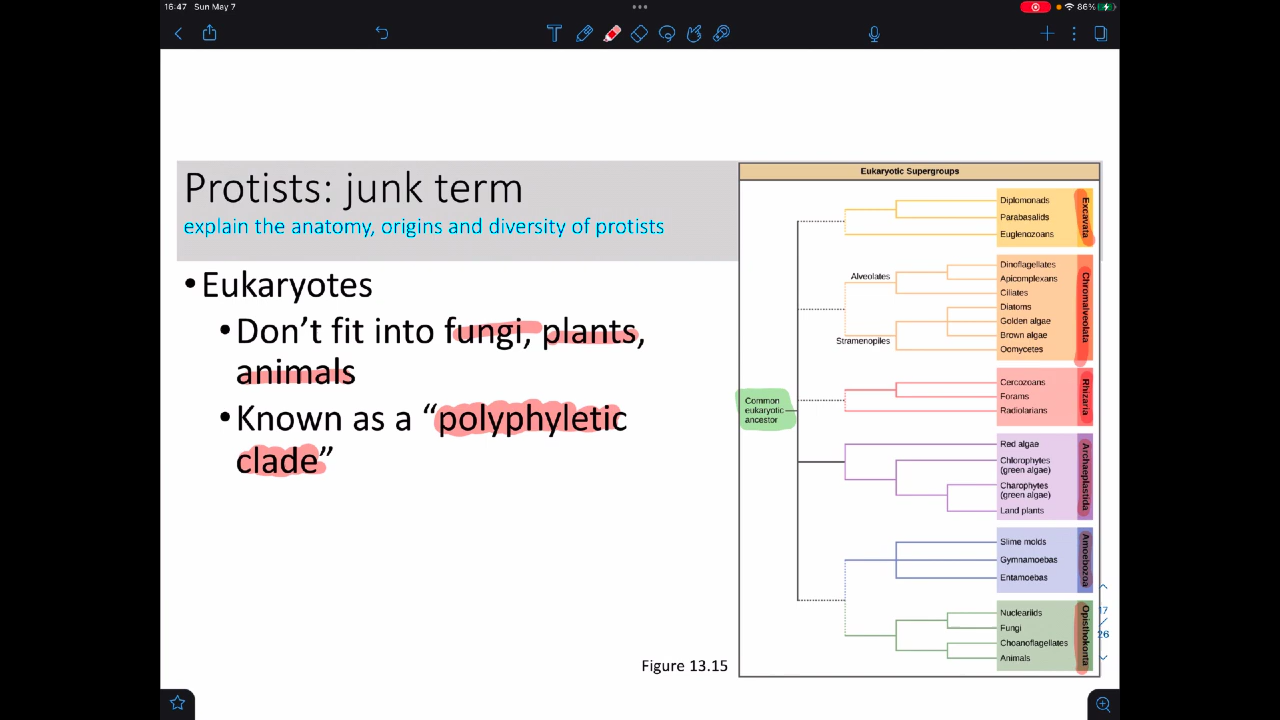 16:47 Sun May 7
86%
Protists: junk term
explain the anatomy, origins and diversity of protists
•Eukaryotes
•Don’t fit into fungi, plants,
animals
•Known as a “polyphyletic
clade”
Figure 13.15
Eukaryotic Supergroups
Common
eukaryotic
ancestor
Diplomonads
Parabasalids
Euglenozoans
Excavata
Alveolates
Dinoflagellates
Apicomplexans
Ciliates
Stramenopiles
Diatoms
Golden algae
Brown algae
Oomycetes
Chromalveolata
Cercozoans
Forams
Radiolarians
Rhizaria
Red algae
Chlorophytes
(green algae)
Charophytes
(green algae)
Land plants
Archaeplastida
Slime molds
Gymnamoebas
Entamoebas
Amoebozoa
Nucleariids
Fungi
Choanoflagellates
Animals
Opisthokonta
17
26